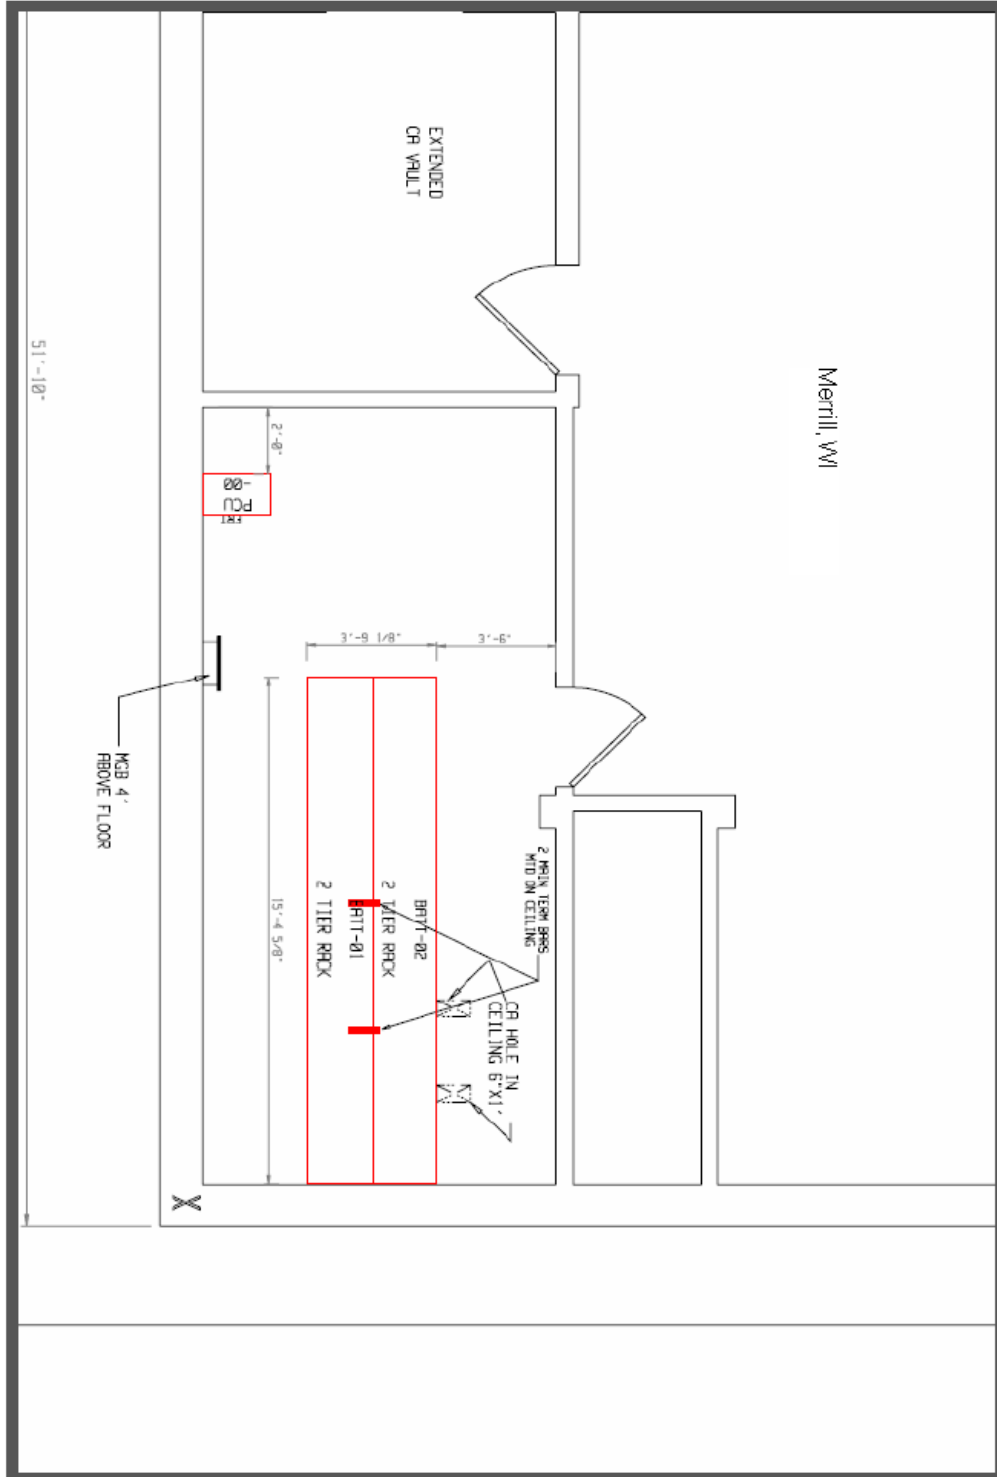 EXTENDED
CA VAULT
Merrill, WI
51'-10"
2'-0"
PCU
-00
FRT
3'-9 1/8"
3'-6"
MGB 4'
ABOVE FLOOR
2 MAIN TERM BARS
MTD ON CEILING
BATT-02
2 TIER RACK
BATT-01
2 TIER RACK
15'-4 5/8"
CA HOLE IN
CEILING 6"X1'
X